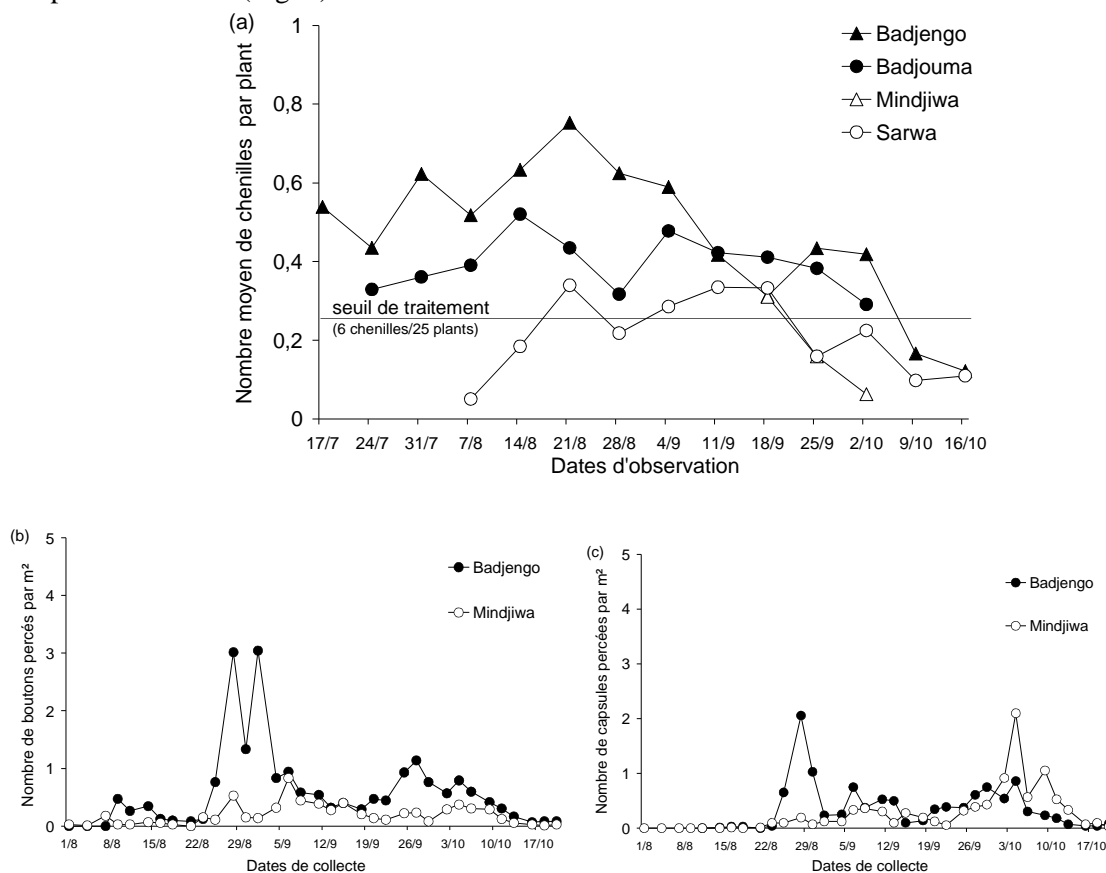 (a)
Nombre moyen de chenilles par plant
1
0,8
0,6
0,4
0,2
0
Badjengo
Badjouma
Mindjiwa
Sarwa
seuil de traitement
(6 chenilles/25 plants)
17/7 24/7 31/7 7/8 14/8 21/8 28/8 4/9 11/9 18/9 25/9 2/10 9/10 16/10
Dates d'observation
(b)
Nombre de boutons percés par m²
5
4
3
2
1
0
Badjengo
Mindjiwa
1/8 8/8 15/8 22/8 29/8 5/9 12/9 19/9 26/9 3/10 10/10 17/10
Dates de collecte
(c)
Nombre de capsules percées par m²
5
4
3
2
1
0
Badjengo
Mindjiwa
1/8 8/8 15/8 22/8 29/8 5/9 12/9 19/9 26/9 3/10 10/10 17/10
Dates de collecte